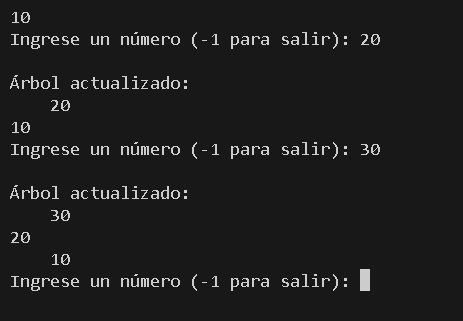 10
Ingrese un número (-1 para salir): 20

Árbol actualizado:
    20
10
Ingrese un número (-1 para salir): 30

Árbol actualizado:
    30
20
    10
Ingrese un número (-1 para salir):